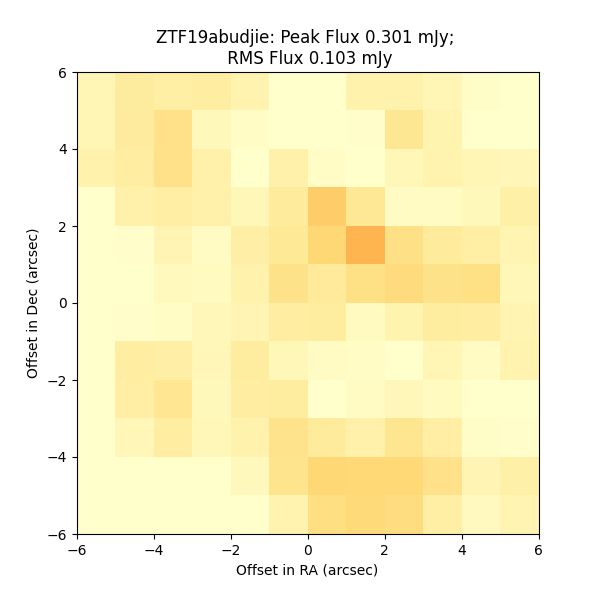 ZTF19abudjie: Peak Flux 0.301 mJy;
RMS Flux 0.103 mJy
6
4
2
0
−2
−4
−6
Offset in Dec (arcsec)
−6 −4 −2 0 2 4 6
Offset in RA (arcsec)